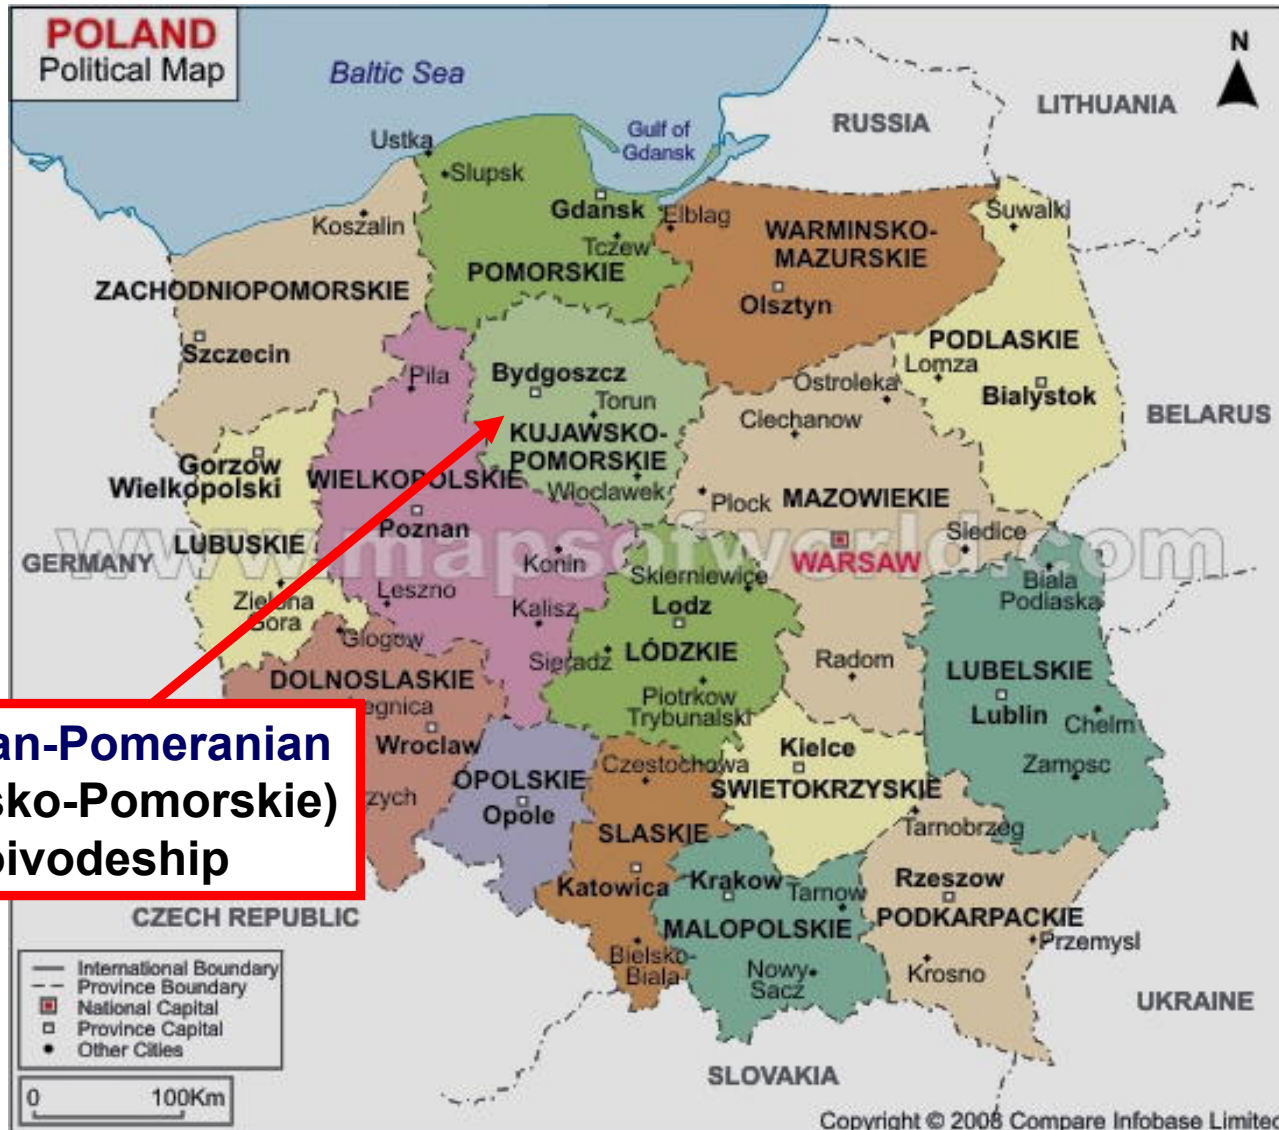 POLAND
Political Map
Baltic Sea
N
LITHUANIA
RUSSIA
Gulf of
Gdansk
Ustka
Slupsk
Gdansk
Elblag
Suwalki
Koszalin
Tczew
WARMINSKO-
MAZURSKIE
POMORSKIE
ZACHODNIOPOMORSKIE
Olsztyn
Szczecin
PODLASKIE
Lomza
Pila
Bydgoszcz
Ostroleka
Bialystok
Torun
Ciechanow
BELARUS
KUJAWSKO-
POMORSKIE
Gorzow
Wielkopolski
WIELKOPOLSKIE
Wloclawek
Plock
MAZOWIEKIE
Poznan
www.mapsofworld.com
Siedlce
LUBUSKIE
GERMANY
WARSAW
Konin
Skierniewice
Biala
Podlaska
Leszno
Zielona
Gora
Kalisz
Lodz
Glogow
Sieradz
LÓDZKIE
Radom
LUBELSKIE
DOLNOSLASKIE
Piotrkow
Trybunalski
Lublin
Chelm
egnica
Wroclaw
Kielce
an-Pomeranian
sko-Pomorskie)
oivodeship
OPOLSKIE
Czestochowa
Zamosc
SWIETOKRZYSKIE
rzych
Opole
Tarnobrzeg
SLASKIE
Katowica
Krakow
Tarnow
Rzeszow
CZECH REPUBLIC
MALOPOLSKIE
PODKARPACKIE
Przemysl
Bielsko-
Biala
Nowy
Sacz
Krosno
International Boundary
Province Boundary
National Capital
Province Capital
Other Cities
UKRAINE
SLOVAKIA
0 100Km
Copyright © 2008 Compare Infobase Limited